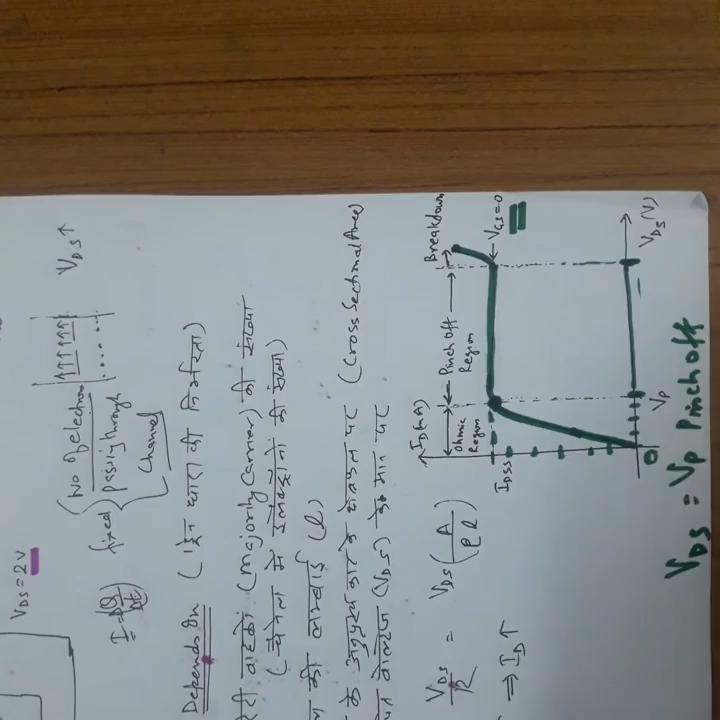 VDS = 2V
I = dQ/dt
fixed { No of electron
passing through
Channel }
↑↑↑↑↑↑
VDS↑
Depends On (ड्रेन धारा की निर्भरता)
वाहकों (Majority Carrier) की संख्या
(चैनल में इलेक्ट्रानों की संख्या)
की लम्बाई (l)
के अनुप्रस्थ काट के क्षेत्रफल पर (Cross Sectional Area)
वोल्टेज (VDS) के मान पर
VDS/R = VDS (A/ρl)
⇒ ID↑
ID(mA)
Ohmic Region
Pinch Off Region
Breakdown
IDSS
VGS = 0
0
VP
VDS(V)
VDS = VP Pinch off